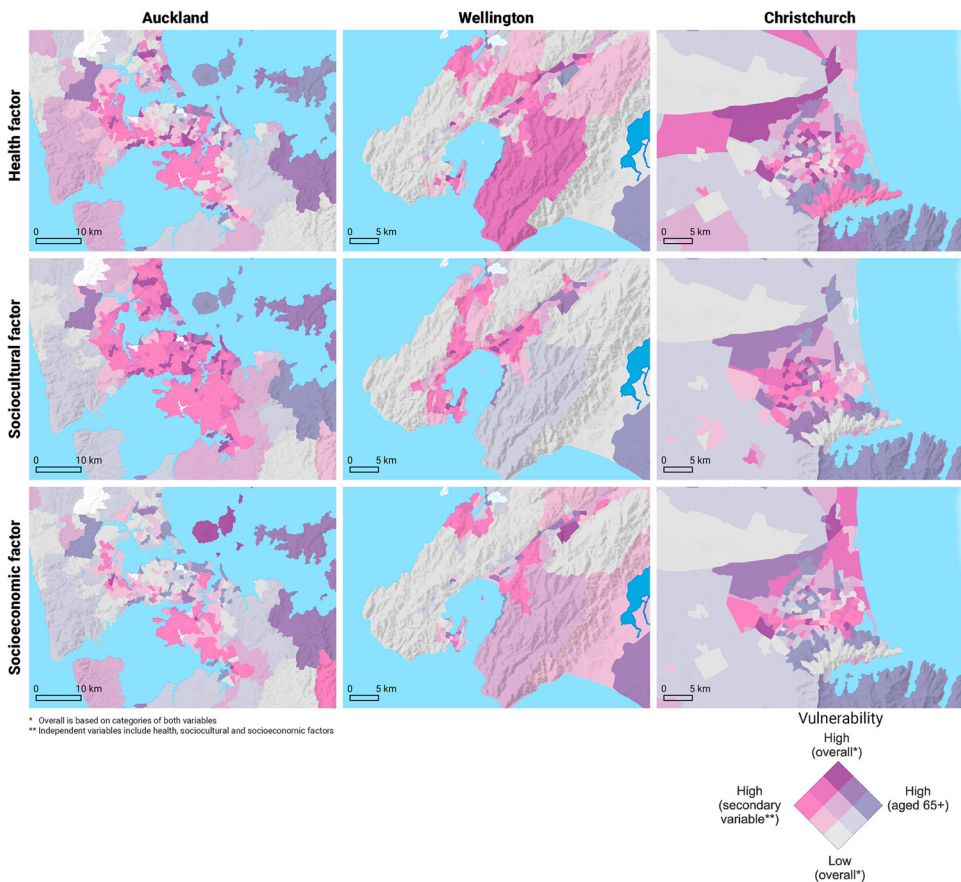 Auckland
Wellington
Christchurch
Health factor
0 10 km
0 5 km
0 5 km
Sociocultural factor
0 10 km
0 5 km
0 5 km
Socioeconomic factor
0 10 km
0 5 km
0 5 km
* Overall is based on categories of both variables
** Independent variables include health, sociocultural and socioeconomic factors
Vulnerability
High
(overall*)
High
(secondary
variable**)
High
(aged 65+)
Low
(overall*)